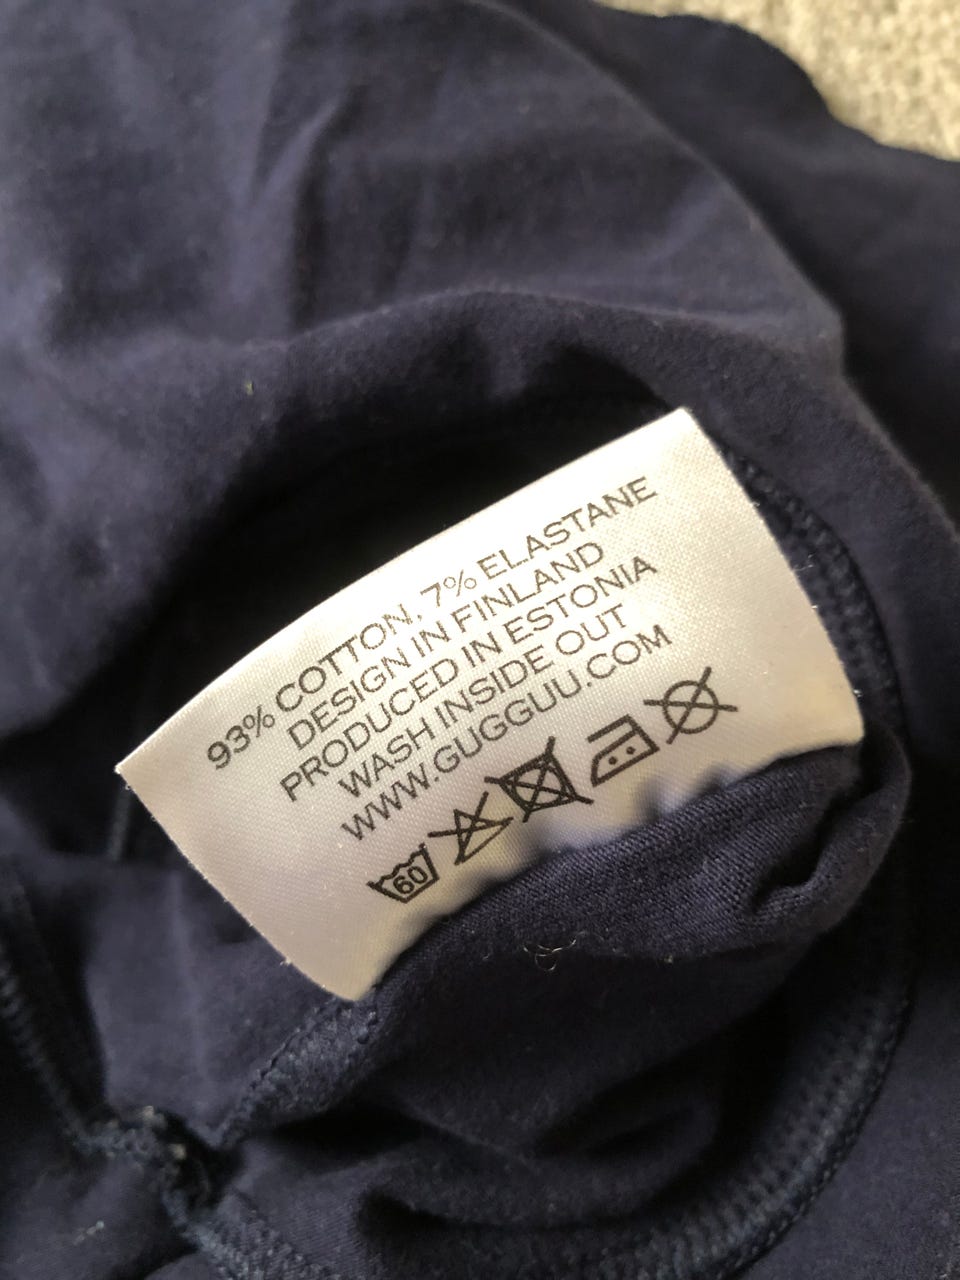 93% COTTON, 7% ELASTANE
DESIGN IN FINLAND
PRODUCED IN ESTONIA
WASH INSIDE OUT
WWW.GUGGUU.COM
60